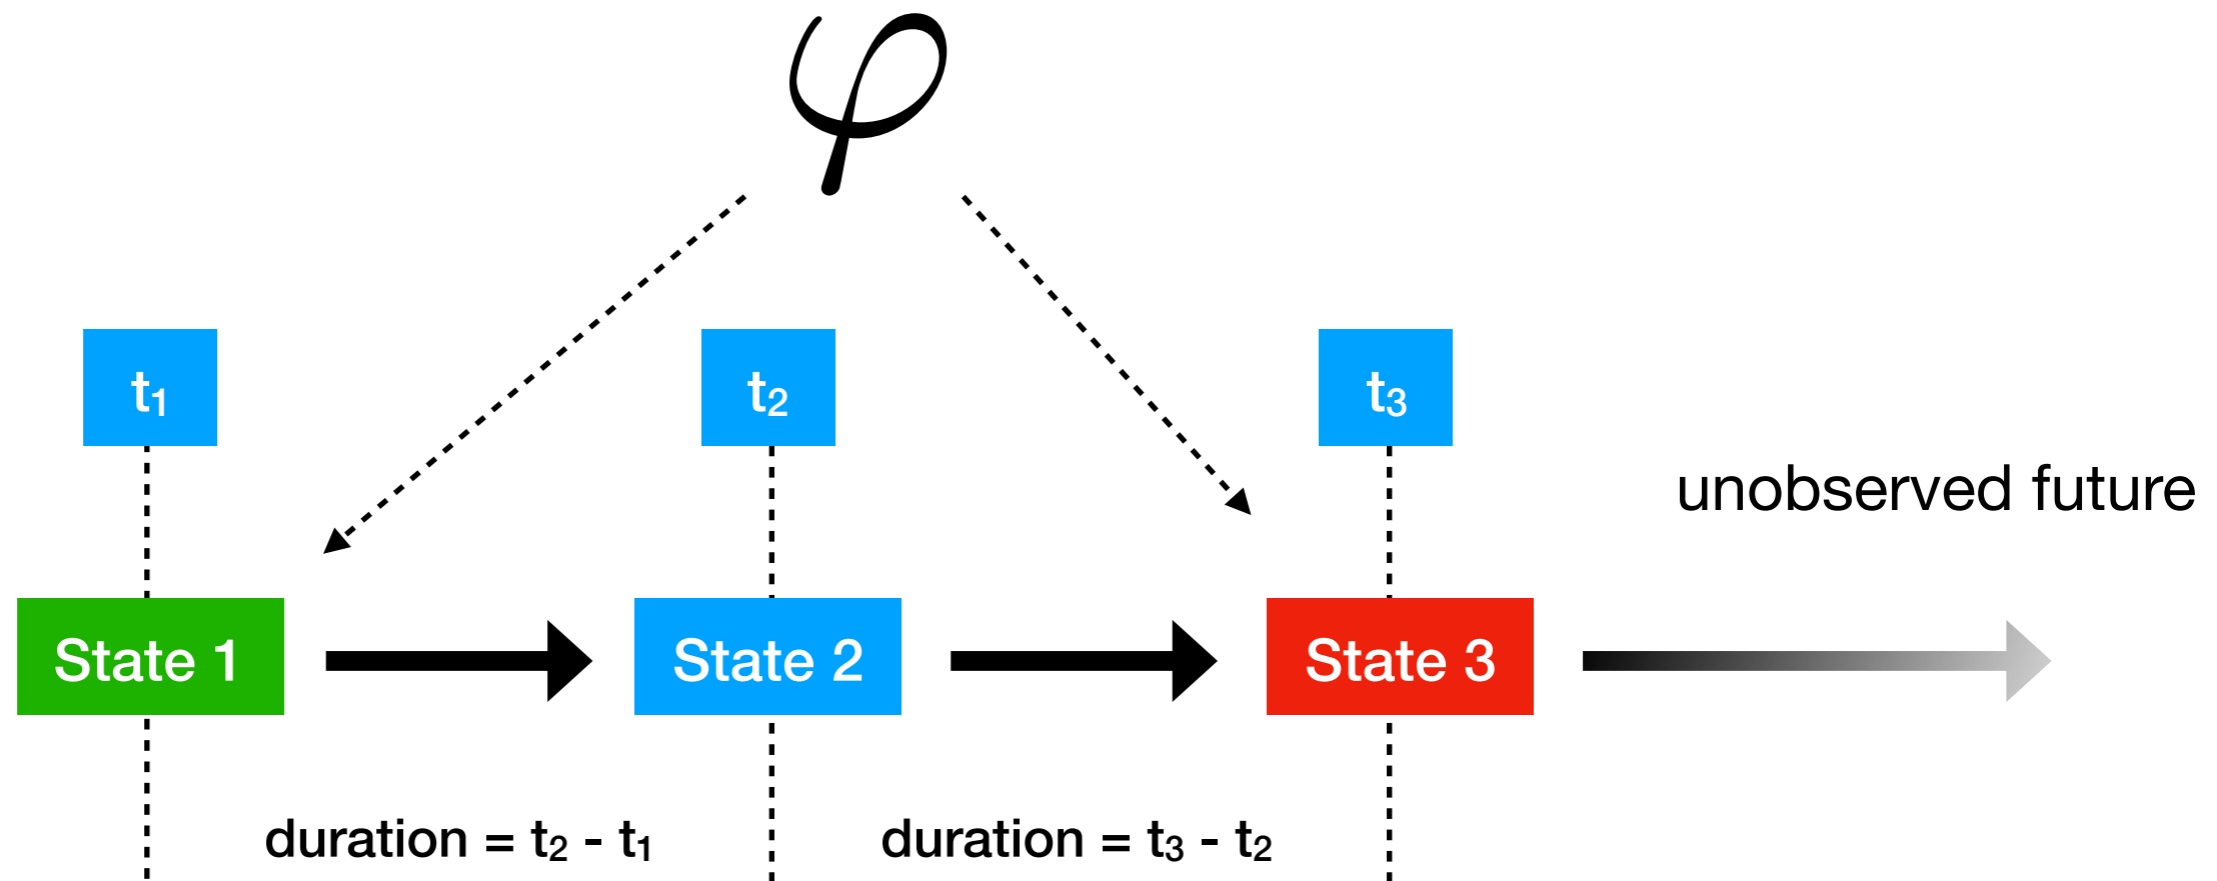 φ
t₁
t₂
t₃
unobserved future
State 1
State 2
State 3
duration = t₂ - t₁
duration = t₃ - t₂